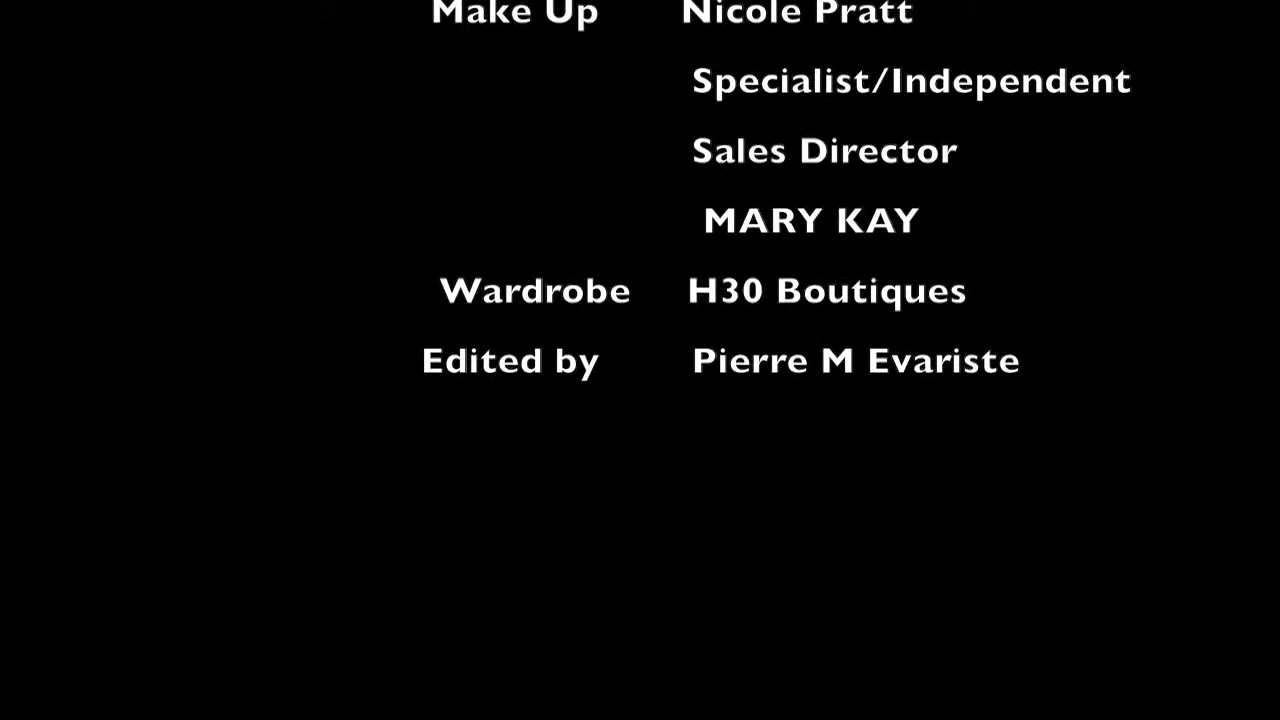 Make Up Nicole Pratt
Specialist/Independent
Sales Director
MARY KAY
Wardrobe H30 Boutiques
Edited by Pierre M Evariste